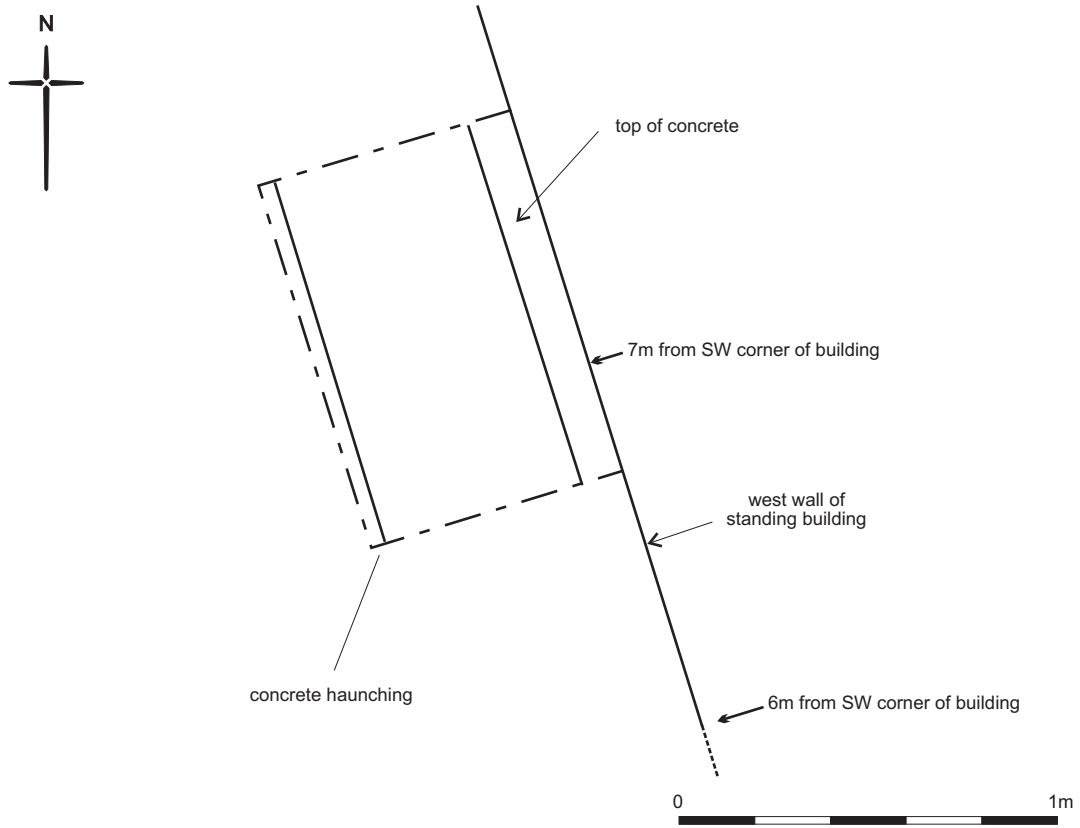 N
top of concrete
7m from SW corner of building
west wall of
standing building
concrete haunching
6m from SW corner of building
0
1m